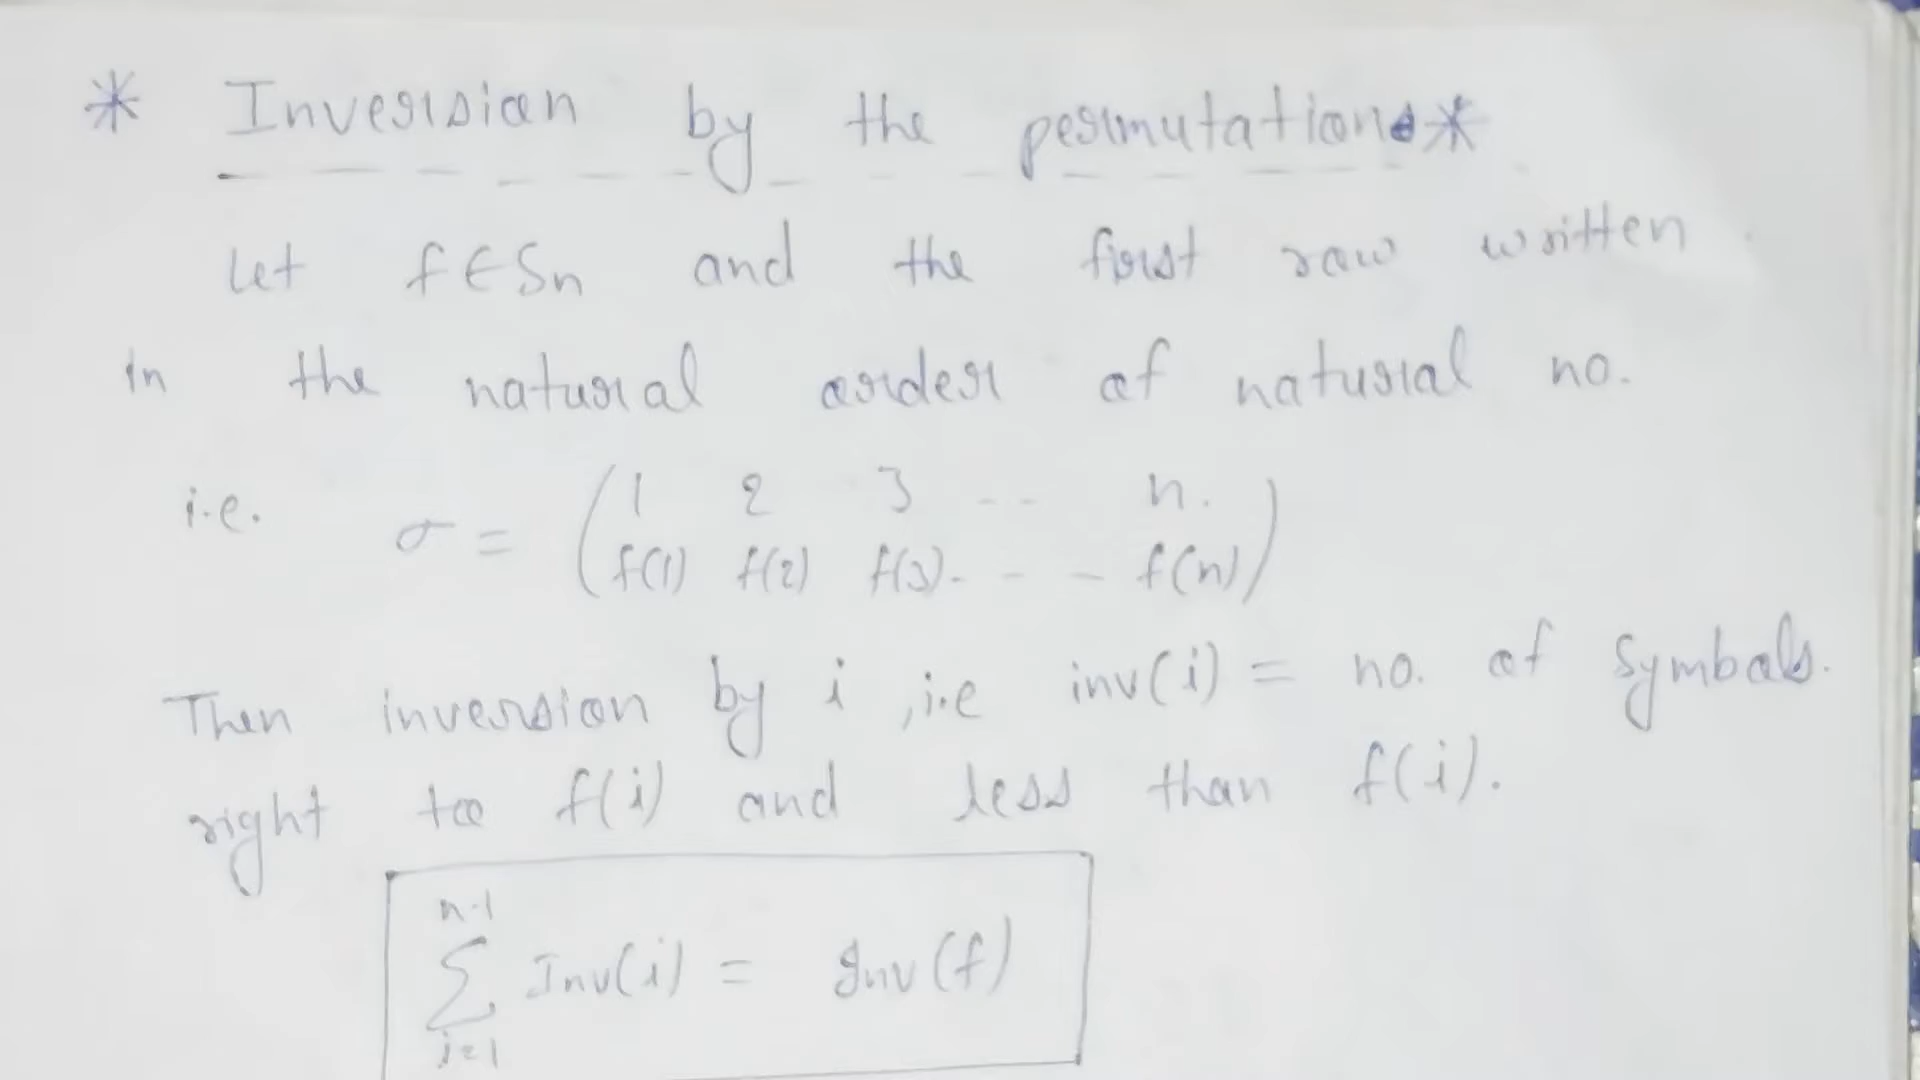 * Inversion by the permutations *
Let f∈Sn and the first raw written
in the natural order of natural no.
i.e. σ = ( 1 2 3 -- n.
f(1) f(2) f(3). - - - f(n) )
Then inversion by i , i.e inv(i) = no. of symbols.
right to f(i) and less than f(i).
n-1
∑ Inv(i) = Inv(f)
i=1